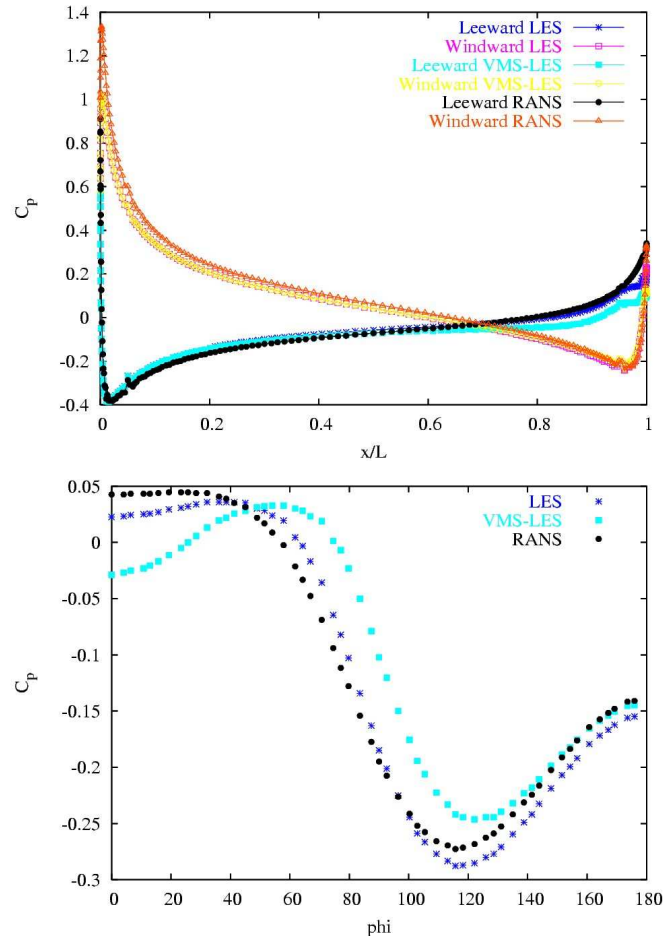 1.4
1.2
1
0.8
0.6
0.4
0.2
0
-0.2
-0.4
C_p
Leeward LES
Windward LES
Leeward VMS-LES
Windward VMS-LES
Leeward RANS
Windward RANS
0 0.2 0.4 0.6 0.8 1
x/L
0.05
0
-0.05
-0.1
-0.15
-0.2
-0.25
-0.3
C_p
LES
VMS-LES
RANS
0 20 40 60 80 100 120 140 160 180
phi